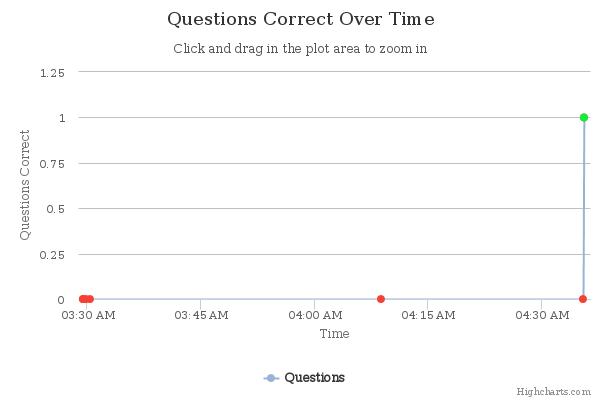 Questions Correct Over Time
Click and drag in the plot area to zoom in
Questions Correct
1.25
1
0.75
0.5
0.25
0
03:30 AM 03:45 AM 04:00 AM 04:15 AM 04:30 AM
Time
Questions
Highcharts.com